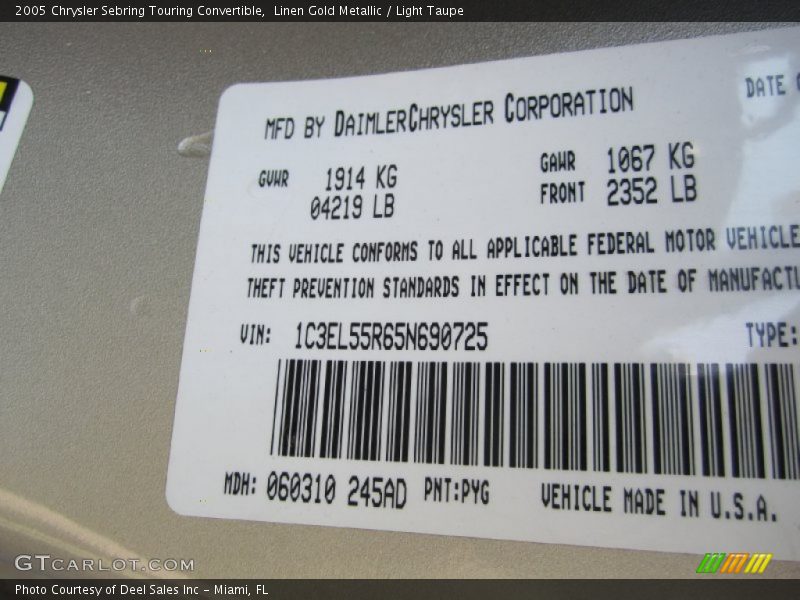 2005 Chrysler Sebring Touring Convertible,  Linen Gold Metallic / Light Taupe
MFD BY DAIMLERCHRYSLER CORPORATION
DATE
GVWR 1914 KG
04219 LB
GAWR 1067 KG
FRONT 2352 LB
THIS VEHICLE CONFORMS TO ALL APPLICABLE FEDERAL MOTOR VEHICLE
THEFT PREVENTION STANDARDS IN EFFECT ON THE DATE OF MANUFACTU
VIN: 1C3EL55R65N690725
TYPE:
MDH: 060310 245AD PNT:PYG VEHICLE MADE IN U.S.A.
GTCARLOT.COM
Photo Courtesy of Deel Sales Inc - Miami, FL